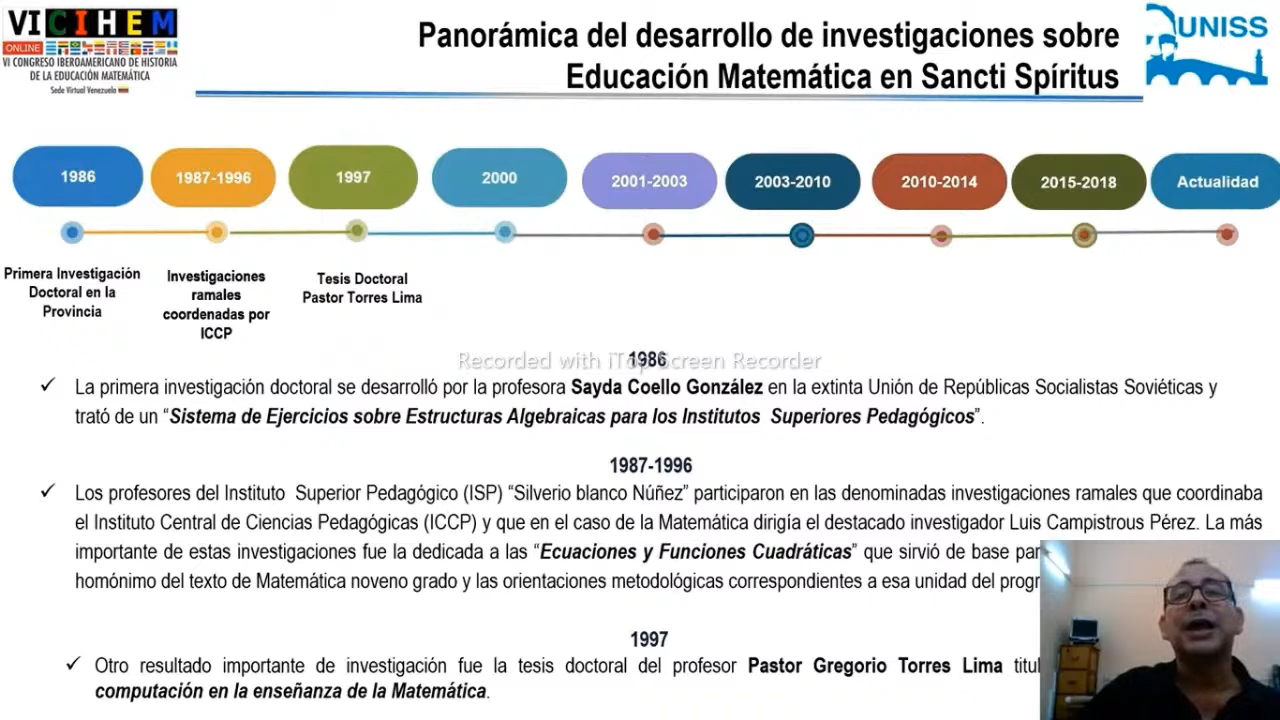 VI CIHEM
ONLINE
VI CONGRESO IBEROAMERICANO DE HISTORIA
DE LA EDUCACIÓN MATEMÁTICA
Sede Virtual Venezuela
Panorámica del desarrollo de investigaciones sobre
Educación Matemática en Sancti Spíritus
UNISS
1986
1987-1996
1997
2000
2001-2003
2003-2010
2010-2014
2015-2018
Actualidad
Primera Investigación
Doctoral en la
Provincia
Investigaciones
ramales
coordenadas por
ICCP
Tesis Doctoral
Pastor Torres Lima
1986
Recorded with iTop Screen Recorder
✓ La primera investigación doctoral se desarrolló por la profesora Sayda Coello González en la extinta Unión de Repúblicas Socialistas Soviéticas y
trató de un “Sistema de Ejercicios sobre Estructuras Algebraicas para los Institutos Superiores Pedagógicos”.
1987-1996
✓ Los profesores del Instituto Superior Pedagógico (ISP) “Silverio blanco Núñez” participaron en las denominadas investigaciones ramales que coordinaba
el Instituto Central de Ciencias Pedagógicas (ICCP) y que en el caso de la Matemática dirigía el destacado investigador Luis Campistrous Pérez. La más
importante de estas investigaciones fue la dedicada a las “Ecuaciones y Funciones Cuadráticas” que sirvió de base
homónimo del texto de Matemática noveno grado y las orientaciones metodológicas correspondientes a esa unidad del
1997
✓ Otro resultado importante de investigación fue la tesis doctoral del profesor Pastor Gregorio Torres Lima
computación en la enseñanza de la Matemática.